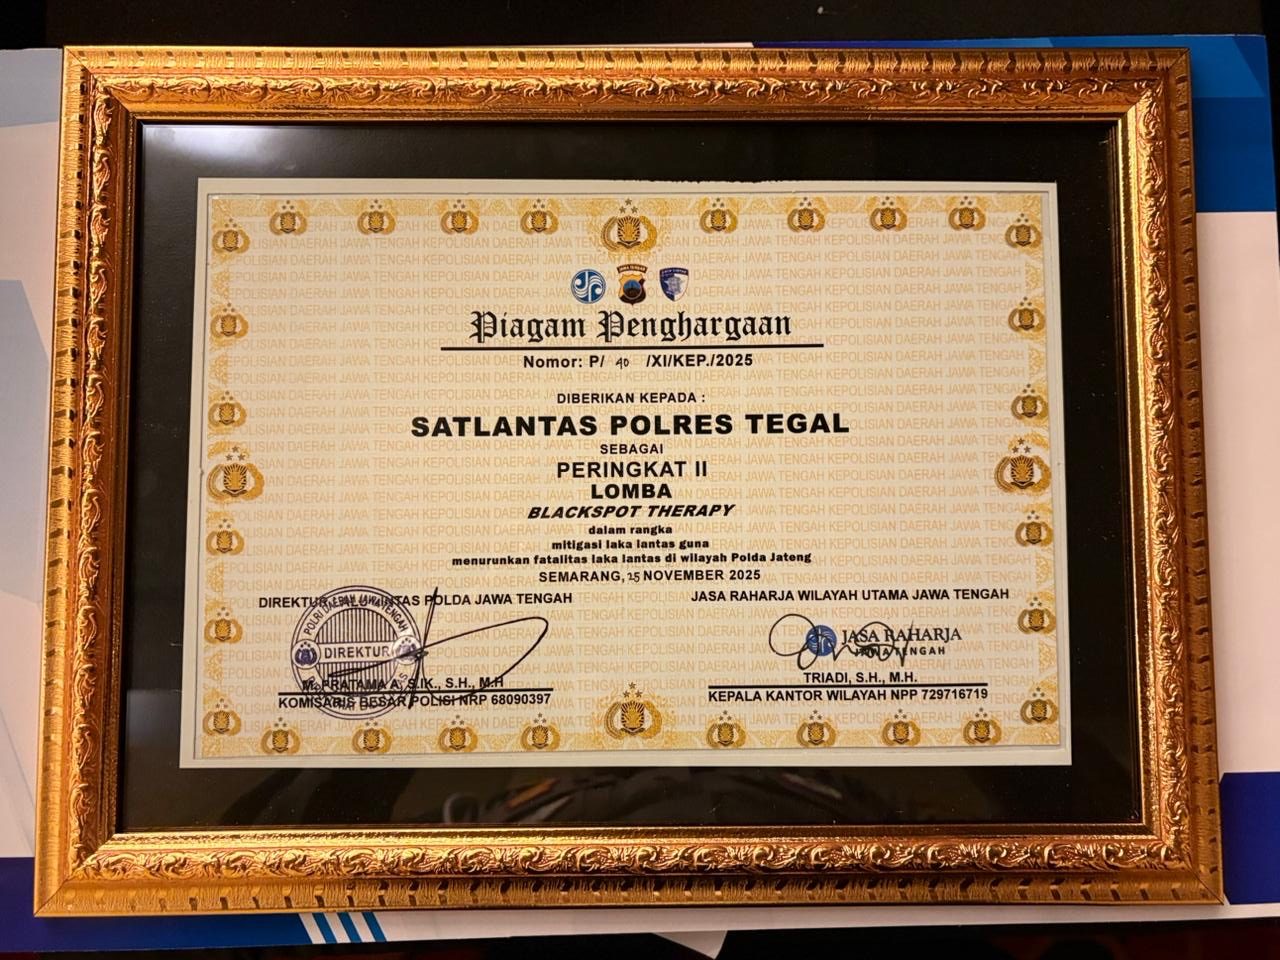 Piagam Penghargaan
Nomor: P/ 40 /XI/KEP./2025
DIBERIKAN KEPADA :
SATLANTAS POLRES TEGAL
SEBAGAI
PERINGKAT II
LOMBA
BLACKSPOT THERAPY
dalam rangka
mitigasi laka lantas guna
menurunkan fatalitas laka lantas di wilayah Polda Jateng
SEMARANG, 25 NOVEMBER 2025
DIREKTUR LALU LINTAS POLDA JAWA TENGAH
DIREKTUR
M. PRATAMA A, S.IK., S.H., M.H
KOMISARIS BESAR POLISI NRP 68090397
JASA RAHARJA WILAYAH UTAMA JAWA TENGAH
JASA RAHARJA
JAWA TENGAH
TRIADI, S.H., M.H.
KEPALA KANTOR WILAYAH NPP 729716719